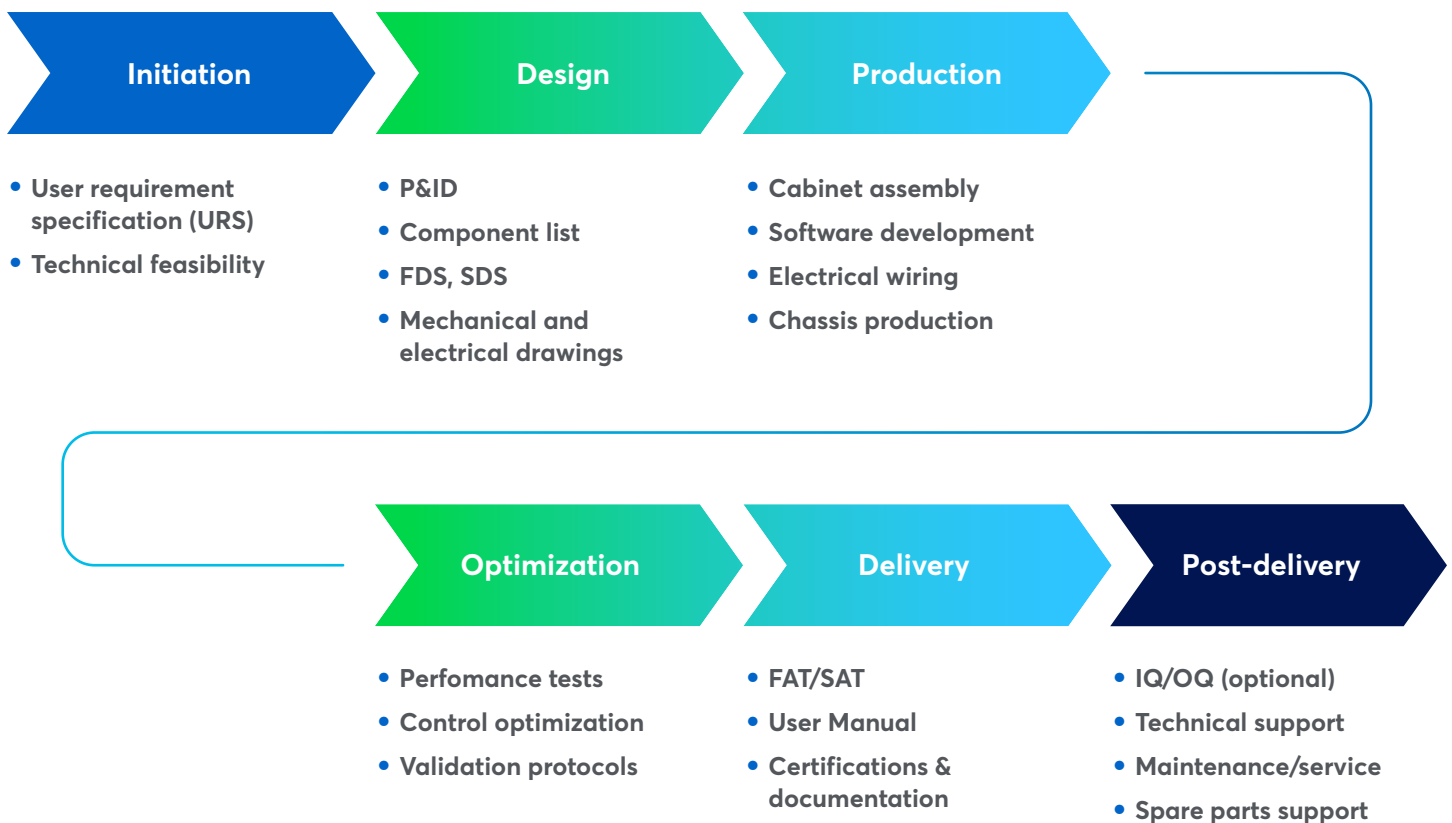 Initiation
• User requirement
specification (URS)
• Technical feasibility
Design
• P&ID
• Component list
• FDS, SDS
• Mechanical and
electrical drawings
Production
• Cabinet assembly
• Software development
• Electrical wiring
• Chassis production
Optimization
• Perfomance tests
• Control optimization
• Validation protocols
Delivery
• FAT/SAT
• User Manual
• Certifications &
documentation
Post-delivery
• IQ/OQ (optional)
• Technical support
• Maintenance/service
• Spare parts support